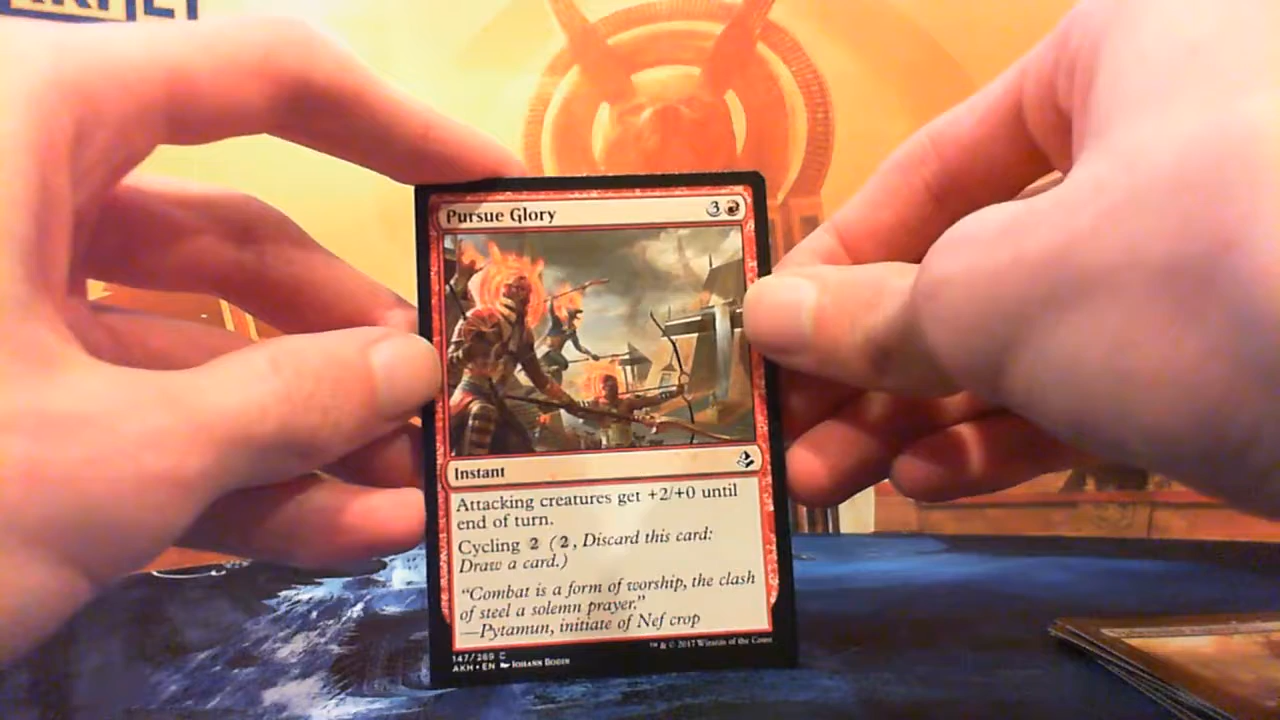 Pursue Glory 3
Instant
Attacking creatures get +2/+0 until
end of turn.
Cycling 2 (2, Discard this card:
Draw a card.)
"Combat is a form of worship, the clash
of steel a solemn prayer."
—Pytamun, initiate of Nef crop
147/269 C
AKH • EN Johann Bodin
™ & © 2017 Wizards of the Coast